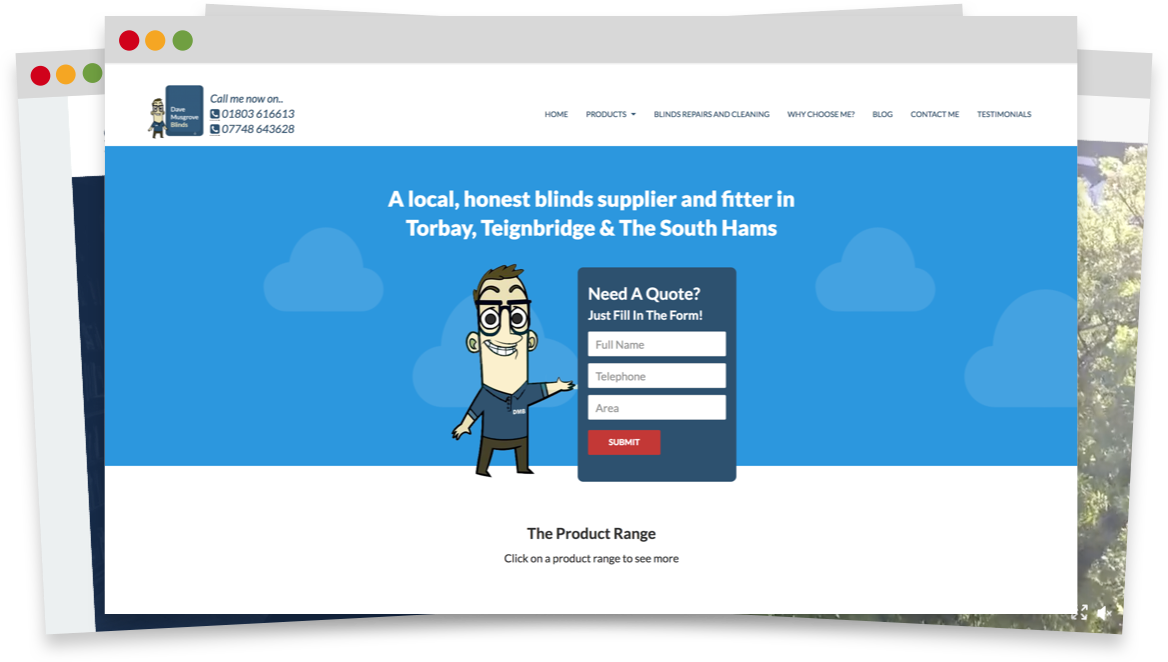 Call me now on..
01803 616613
07748 643628
Dave
Musgrove
Blinds
HOME PRODUCTS BLINDS REPAIRS AND CLEANING WHY CHOOSE ME? BLOG CONTACT ME TESTIMONIALS
A local, honest blinds supplier and fitter in
Torbay, Teignbridge & The South Hams
Need A Quote?
Just Fill In The Form!
Full Name
Telephone
Area
SUBMIT
DMB
The Product Range
Click on a product range to see more